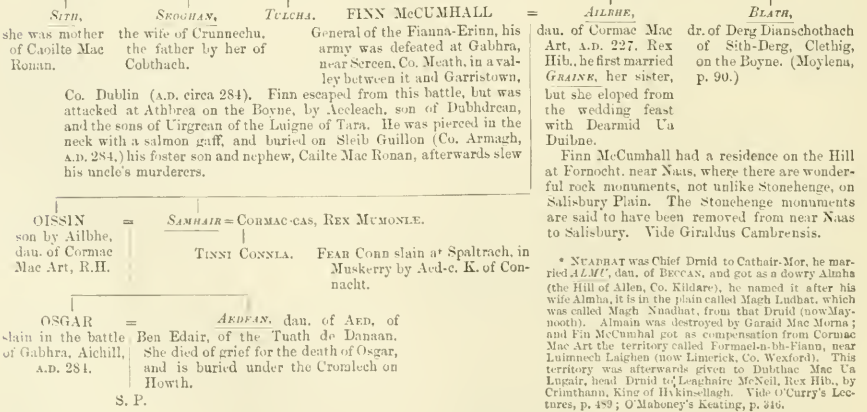 SITH,
she was mother
of Caoilte Mac
Ronan.
SKOGHAN,
the wife of Crunnechu,
the father by her of
Cobthach.
TULCHA.
FINN McCUMHALL =
General of the Fianna-Erinn, his
army was defeated at Gabhra,
near Screen, Co. Meath, in a val-
ley between it and Garristown,
Co. Dublin (A.D. circa 284). Finn escaped from this battle, but was
attacked at Athbrea on the Boyne, by Accleach, son of Dubhdrean,
and the sons of Uirgrean of the Luigne of Tara. He was pierced in the
neck with a salmon gaff, and buried on Sleib Guillon (Co. Armagh,
A.D. 284,) his foster son and nephew, Cailte Mac Ronan, afterwards slew
his uncle's murderers.
AILBHE,
dau. of Cormac Mac
Art, A.D. 227. Rex
Hib., he first married
GRAINE, her sister,
but she eloped from
the wedding feast
with Dearmid Ua
Duibne.
BLATH,
dr. of Derg Dianschothach
of Sith-Derg, Clethig,
on the Boyne. (Moylena,
p. 90.)
Finn McCumhall had a residence on the Hill
at Fornocht, near Naas, where there are wonder-
ful rock monuments, not unlike Stonehenge, on
Salisbury Plain. The Stonehenge monuments
are said to have been removed from near Naas
to Salisbury. Vide Giraldus Cambrensis.
OISSIN =
son by Ailbhe,
dau. of Cormac
Mac Art, R.H.
SAMHAIR = CORMAC-CAS, REX MUMONIÆ.
TINNI CONNLA.
FEAR CORB slain at Spaltrach, in
Muskerry by Aed-c. K. of Con-
nacht.
OSGAR =
slain in the battle
of Gabhra, Aichill,
A.D. 284.
AEDEAN, dau. of AED, of
Ben Edair, of the Tuath de Danaan.
She died of grief for the death of Osgar,
and is buried under the Cromlech on
Howth.
S. P.
* NUADHAT was Chief Druid to Cathair-Mor, he mar-
ried ALMU, dau. of BECCAN, and got as a dowry Almha
(the Hill of Allen, Co. Kildare), he named it after his
wife Almha, it is in the plain called Magh Ludhat, which
was called Magh Nuadhat, from that Druid (now May-
nooth). Almain was destroyed by Garaid Mac Morna;
and Fin McCumhal got as compensation from Cormac
Mac Art the territory called Formael-n-bh-Fiann, near
Luimnech Laighen (now Limerick, Co. Wexford). This
territory was afterwards given to Dubthac Mac Ua
Lugair, head Druid to Leaghaire McNeil, Rex Hib., by
Crimthann, King of Hykinsellagh. Vide O'Curry's Lec-
tures, p. 489; O'Mahoney's Keating, p. 346.